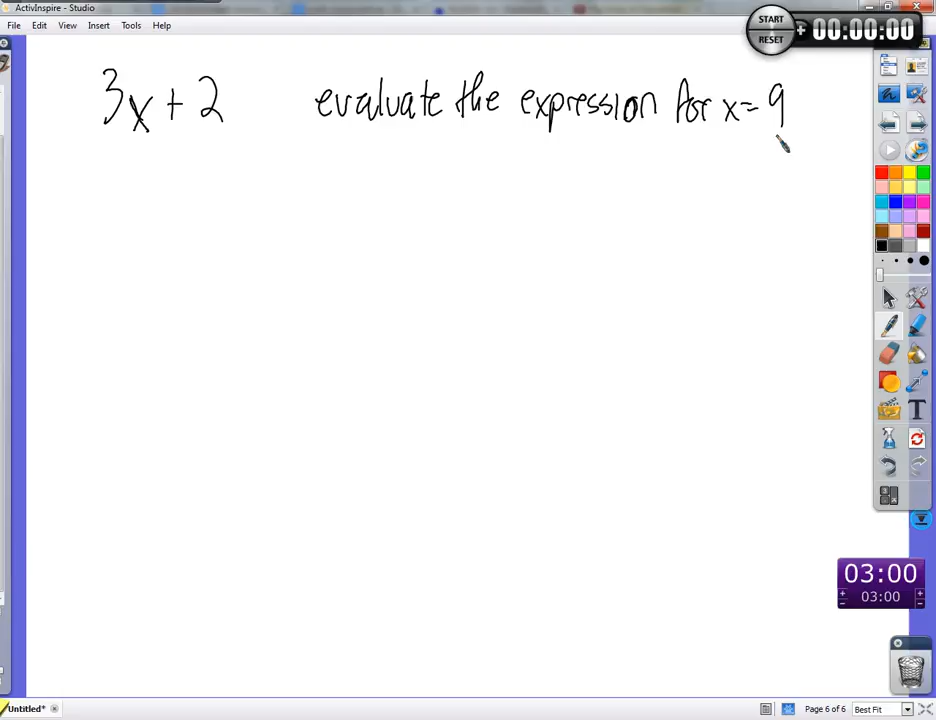 ActivInspire - Studio
File Edit View Insert Tools Help
START
RESET
00:00:00
3x + 2 evaluate the expression for x = 9
03:00
03:00
Untitled*
Page 6 of 6
Best Fit